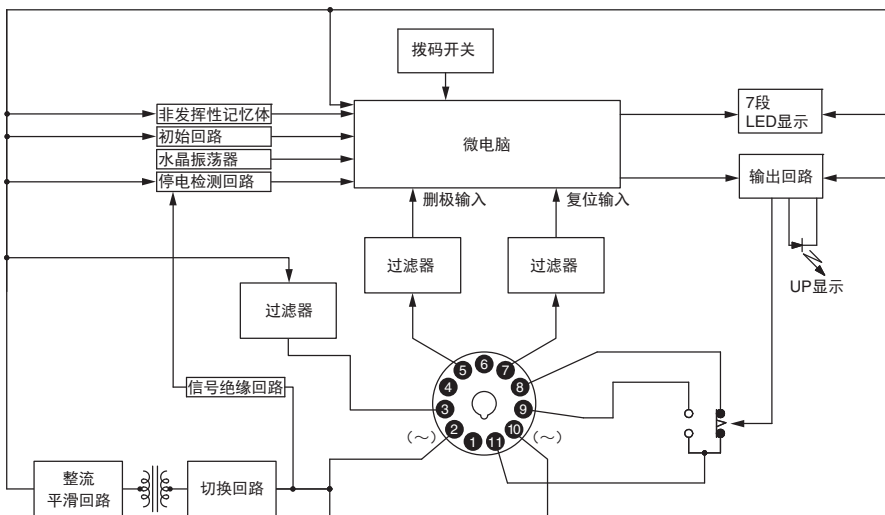 拨码开关
非发挥性记忆体
初始回路
水晶振荡器
停电检测回路
微电脑
7段
LED显示
输出回路
删极输入
复位输入
过滤器
过滤器
过滤器
UP显示
信号绝缘回路
6
5
7
4
8
3
9
2
10
1
11
(~)
(~)
整流
平滑回路
切换回路